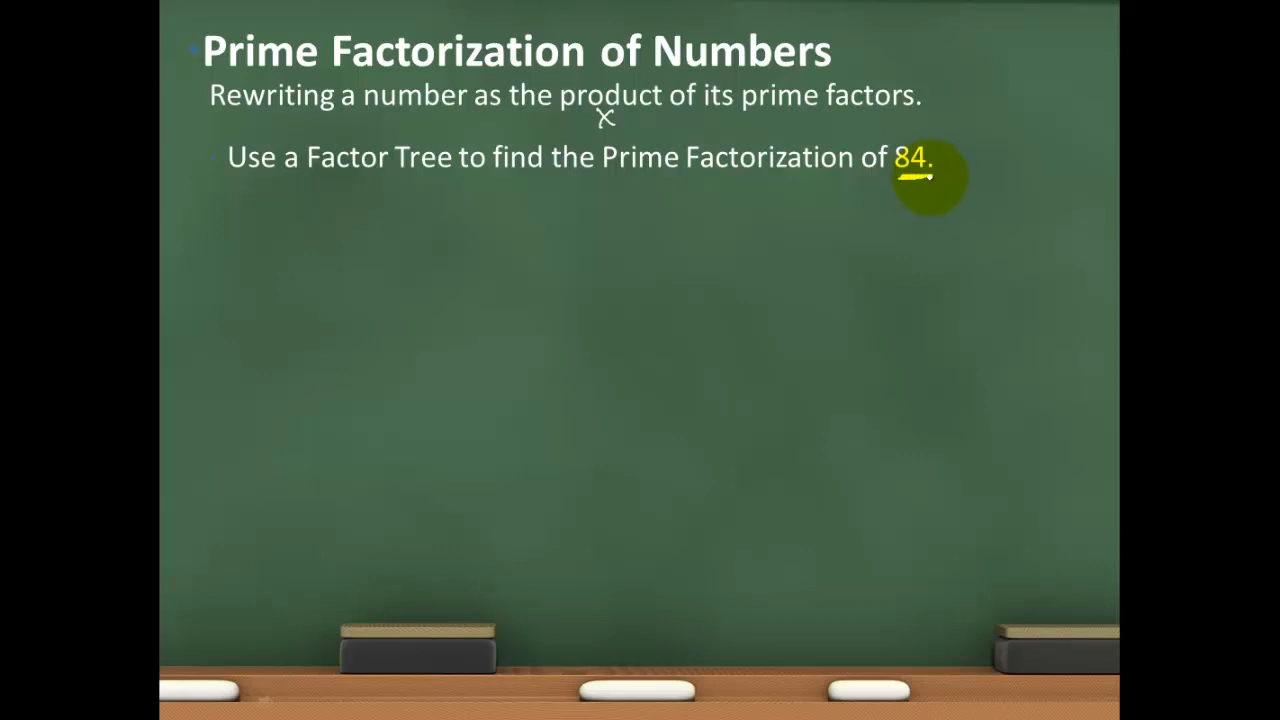 Prime Factorization of Numbers
Rewriting a number as the product of its prime factors.
x
Use a Factor Tree to find the Prime Factorization of 84.